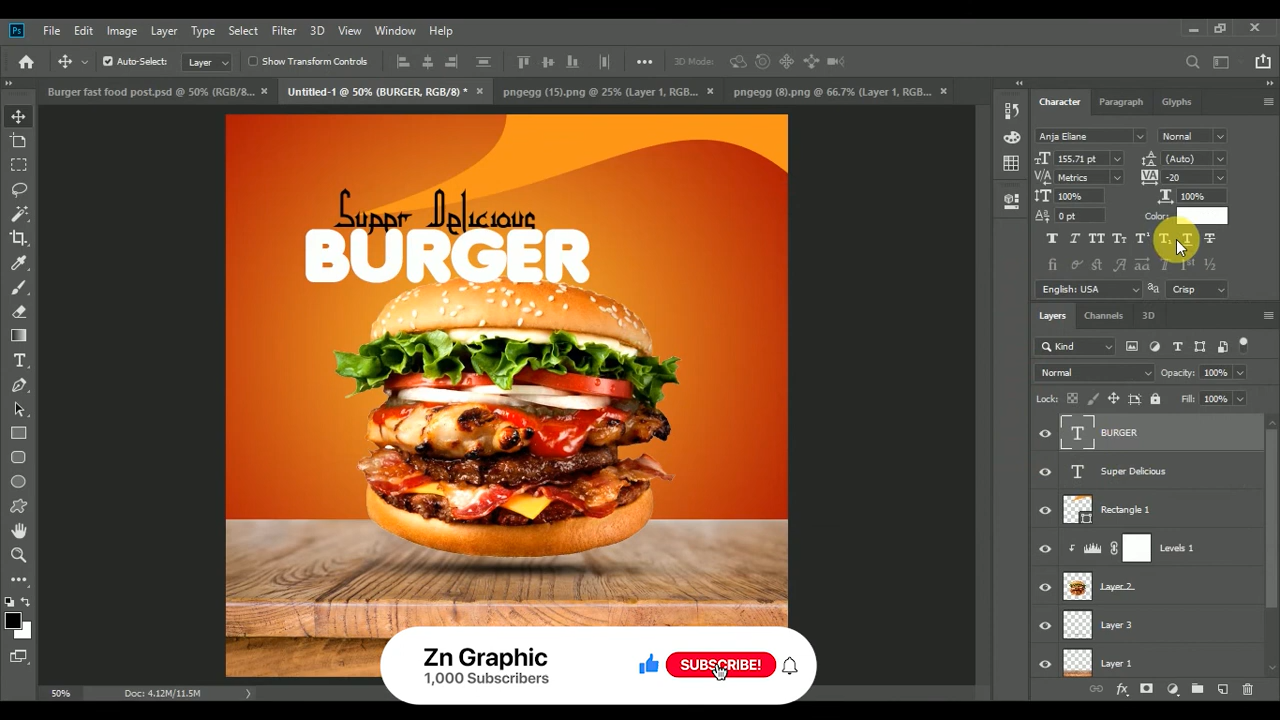 Ps File Edit Image Layer Type Select Filter 3D View Window Help
Auto-Select: Layer Show Transform Controls 3D Mode:
Burger fast food post.psd @ 50% (RGB/8... × Untitled-1 @ 50% (BURGER, RGB/8) * × pngegg (15).png @ 25% (Layer 1, RGB... × pngegg (8).png @ 66.7% (Layer 1, RGB... ×
Character Paragraph Glyphs
Anja Eliane Normal
155.71 pt (Auto)
Metrics -20
100% 100%
0 pt Color:
English: USA Crisp
Layers Channels 3D
Kind
Normal Opacity: 100%
Lock: Fill: 100%
BURGER
Super Delicious
Rectangle 1
Levels 1
Layer 2
Layer 3
Layer 1
Super Delicious
BURGER
Zn Graphic
1,000 Subscribers
SUBSCRIBE!
50% Doc: 4.12M/11.5M